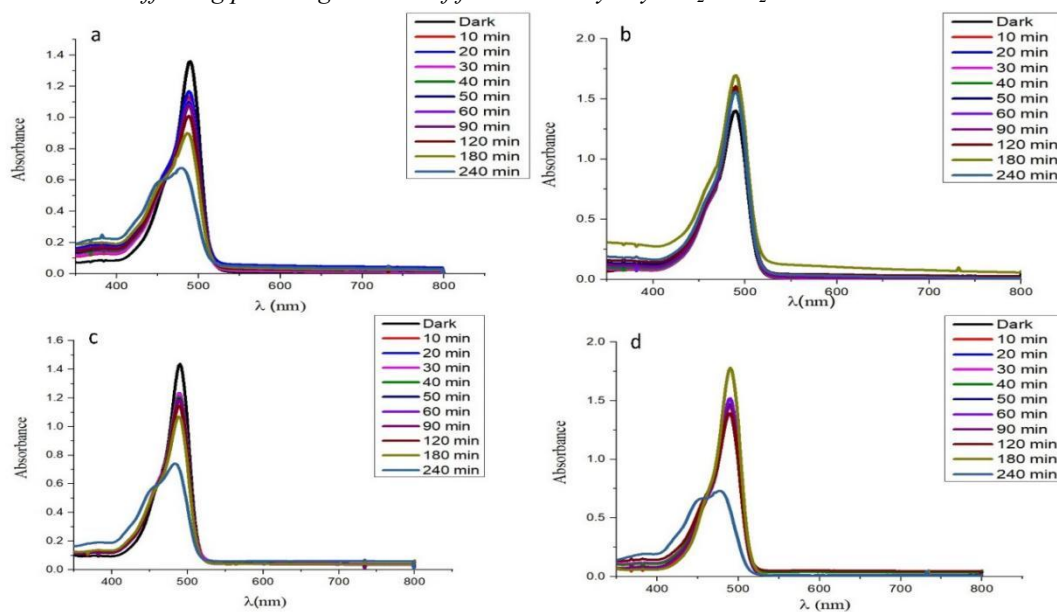 a
Dark
10 min
20 min
30 min
40 min
50 min
60 min
90 min
120 min
180 min
240 min
1.4
1.2
1.0
0.8
0.6
0.4
0.2
0.0
Absorbance
400 500 600 700 800
λ (nm)
b
Dark
10 min
20 min
30 min
40 min
50 min
60 min
90 min
120 min
180 min
240 min
2.0
1.5
1.0
0.5
0.0
Absorbance
400 500 600 700 800
λ(nm)
c
Dark
10 min
20 min
30 min
40 min
50 min
60 min
90 min
120 min
180 min
240 min
1.6
1.4
1.2
1.0
0.8
0.6
0.4
0.2
0.0
Absorbance
400 500 600 700 800
λ(nm)
d
Dark
10 min
20 min
30 min
40 min
50 min
60 min
90 min
120 min
180 min
240 min
2.0
1.5
1.0
0.5
0.0
Absorbance
400 500 600 700 800
λ (nm)